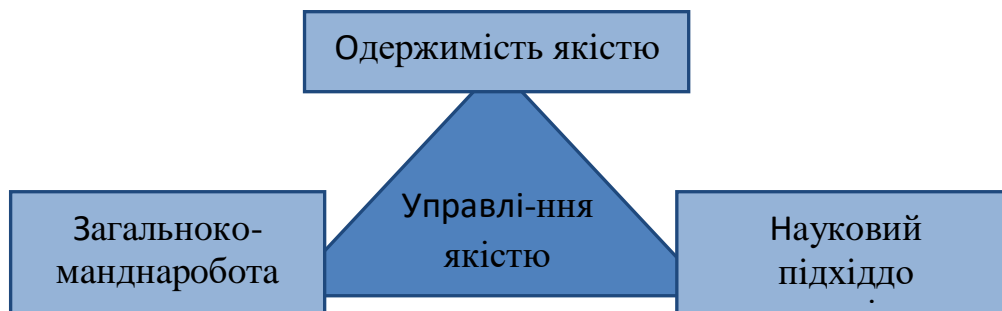 Одержимість якістю
Управлі-ння
якістю
Загальноко-
манднаробота
Науковий
підхіддо